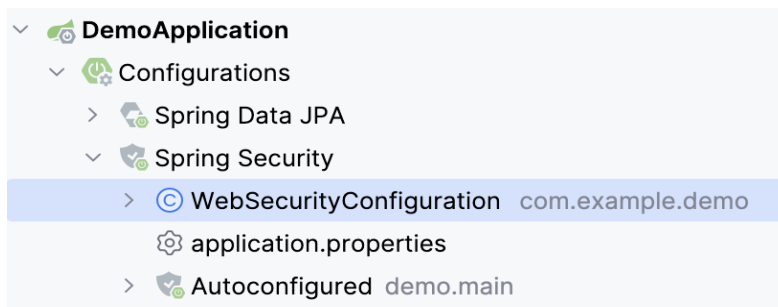 DemoApplication
Configurations
Spring Data JPA
Spring Security
WebSecurityConfiguration com.example.demo
application.properties
Autoconfigured demo.main